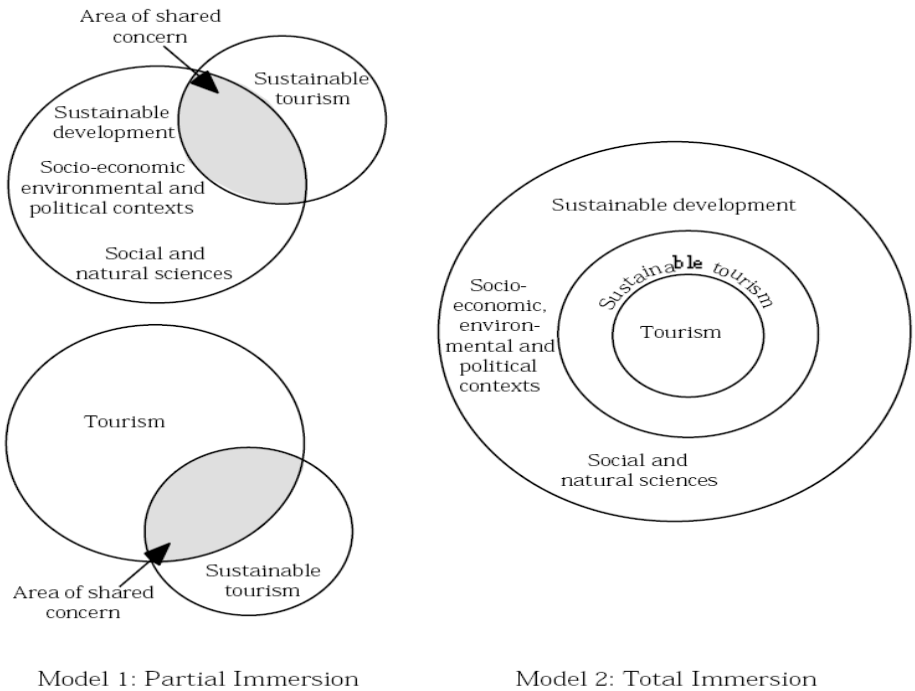 Area of shared
concern
Sustainable
tourism
Sustainable
development
Socio-economic
environmental and
political contexts
Social and
natural sciences
Tourism
Sustainable
tourism
Area of shared
concern
Model 1: Partial Immersion
Sustainable development
Sustainable tourism
Tourism
Socio-
economic,
environ-
mental and
political
contexts
Social and
natural sciences
Model 2: Total Immersion